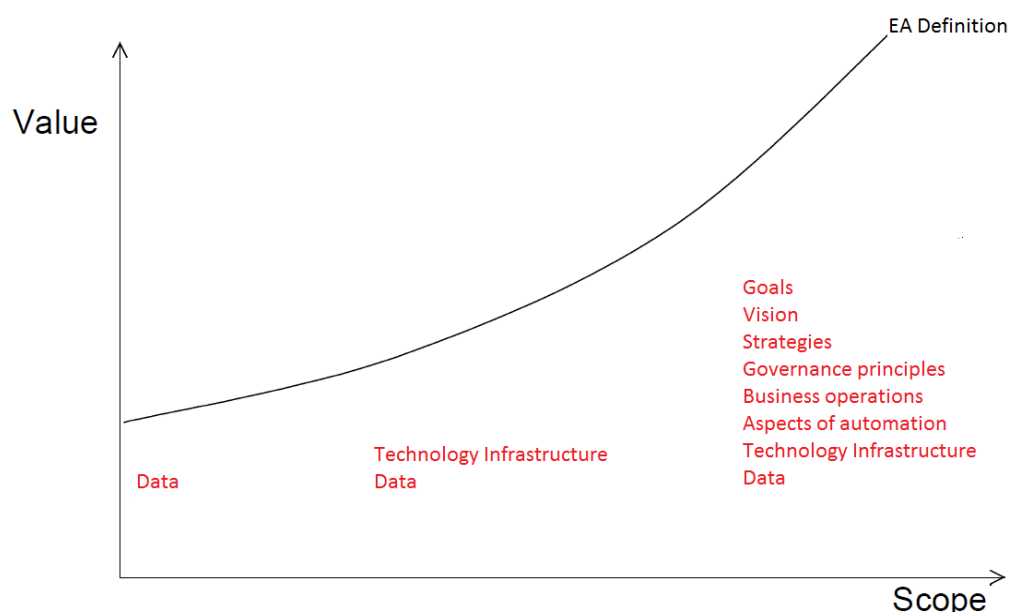 EA Definition
Value
Goals
Vision
Strategies
Governance principles
Business operations
Aspects of automation
Technology Infrastructure
Data
Technology Infrastructure
Data
Data
Scope